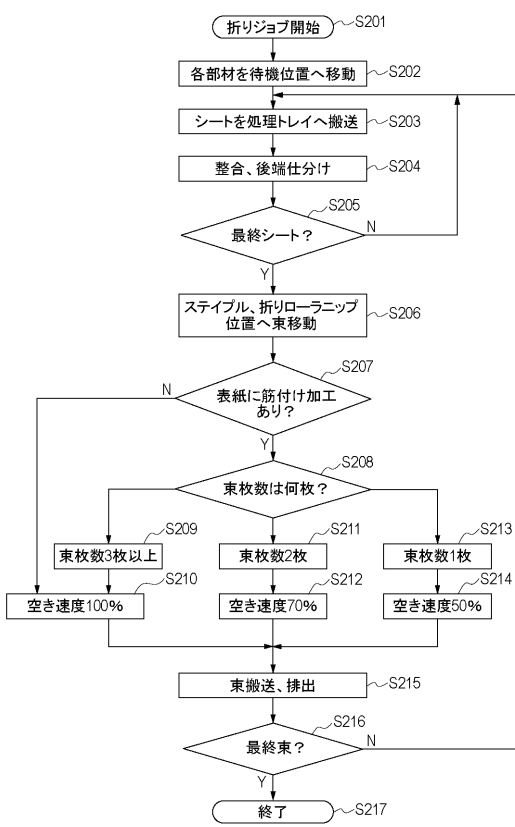 折りジョブ開始
S201
各部材を待機位置へ移動
S202
シートを処理トレイへ搬送
S203
整合、後端仕分け
S204
最終シート?
S205
N
Y
ステイプル、折りローラニップ
位置へ束移動
S206
表紙に筋付け加工
あり?
S207
N
Y
束枚数は何枚?
S208
束枚数3枚以上
S209
束枚数2枚
S211
束枚数1枚
S213
空き速度100%
S210
空き速度70%
S212
空き速度50%
S214
束搬送、排出
S215
最終束?
S216
N
Y
終了
S217